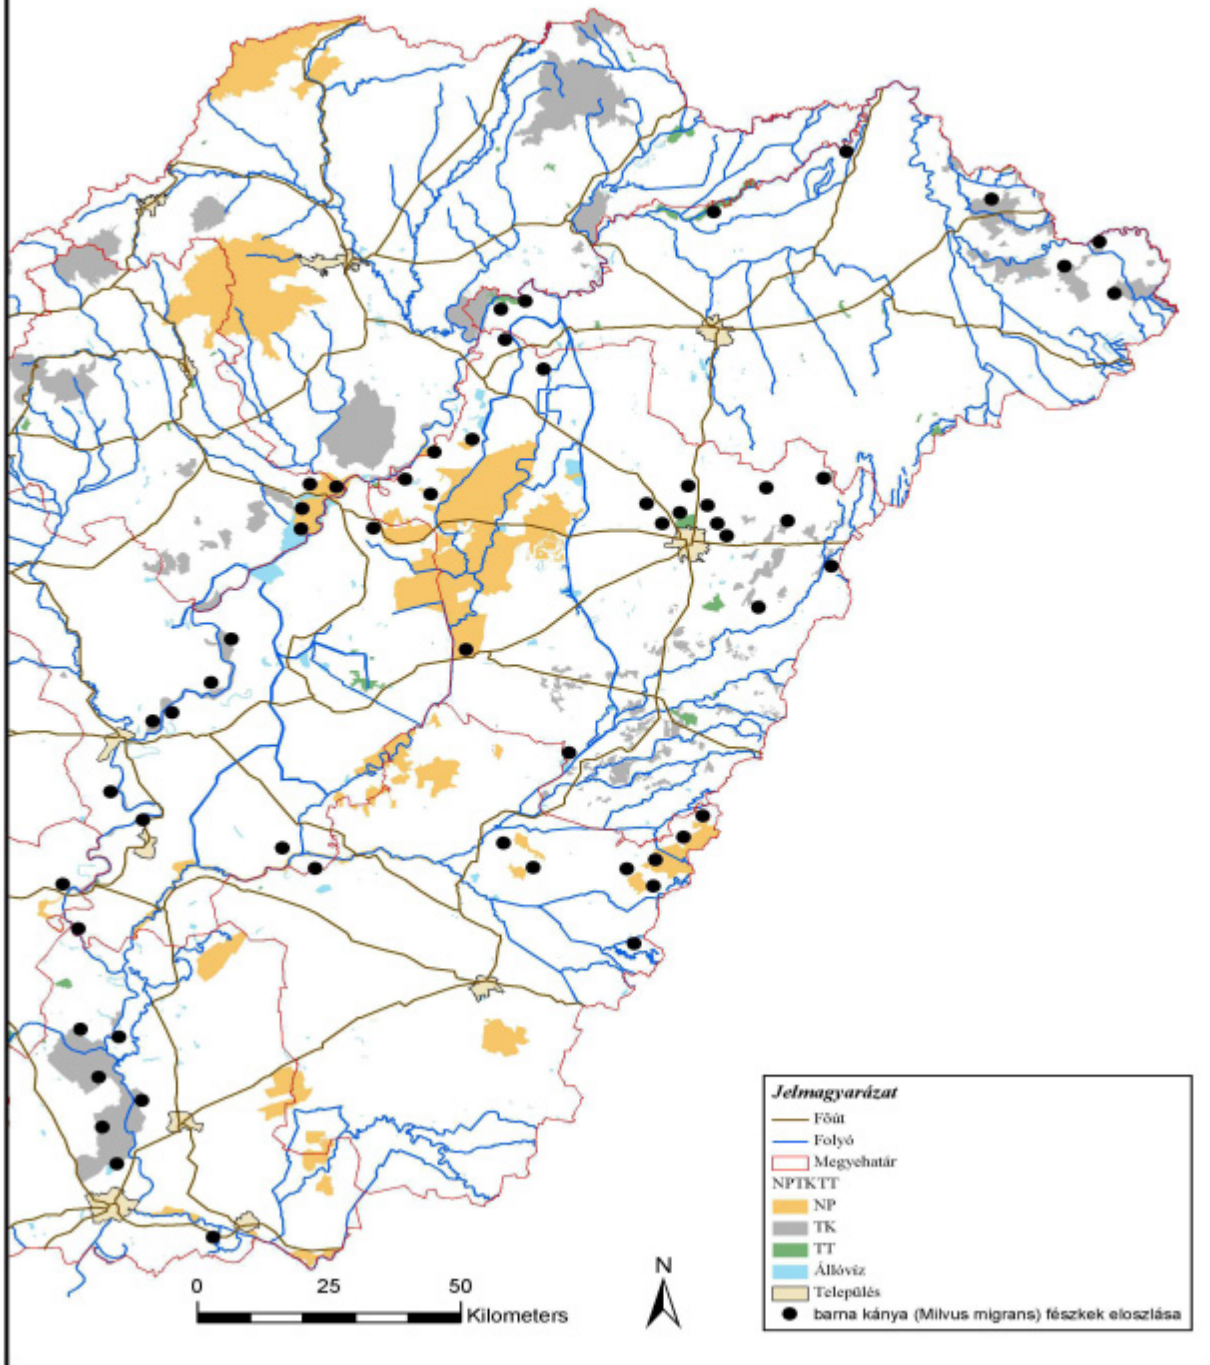 Jelmagyarázat
Főút
Folyó
Megyehatár
NPTKTT
NP
TK
TT
Állóvíz
Település
barna kánya (Milvus migrans) fészkek eloszlása
N
0 25 50
Kilometers